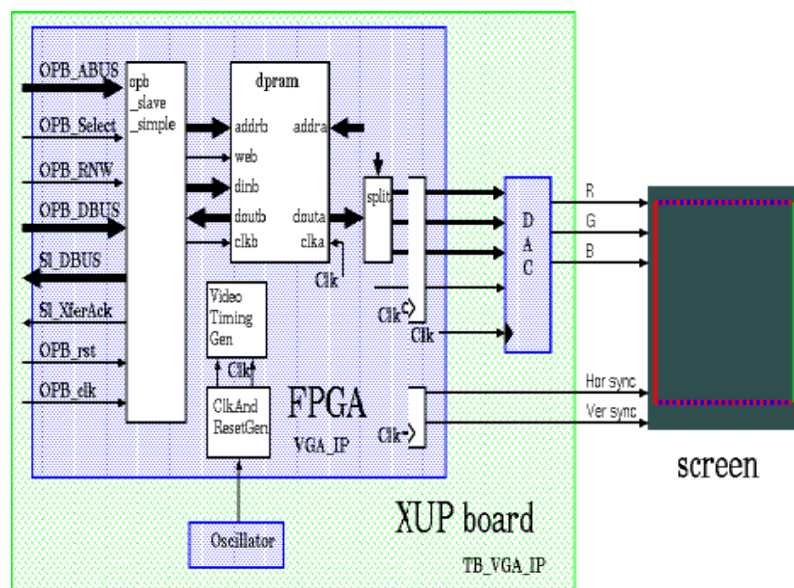 OPB_ABUS
OPB_Select
OPB_RNW
OPB_DBUS
Sl_DBUS
Sl_XferAck
OPB_rst
OPB_clk
opb
_slave
_simple
dpram
addrb
addra
web
dinb
doutb
douta
clkb
clka
Clk
split
Clk
Clk
D
A
C
R
G
B
Video
Timing
Gen
Clk
ClkAnd
ResetGen
FPGA
VGA_IP
Clk
Hor sync
Ver sync
screen
Oscillator
XUP board
TB_VGA_IP